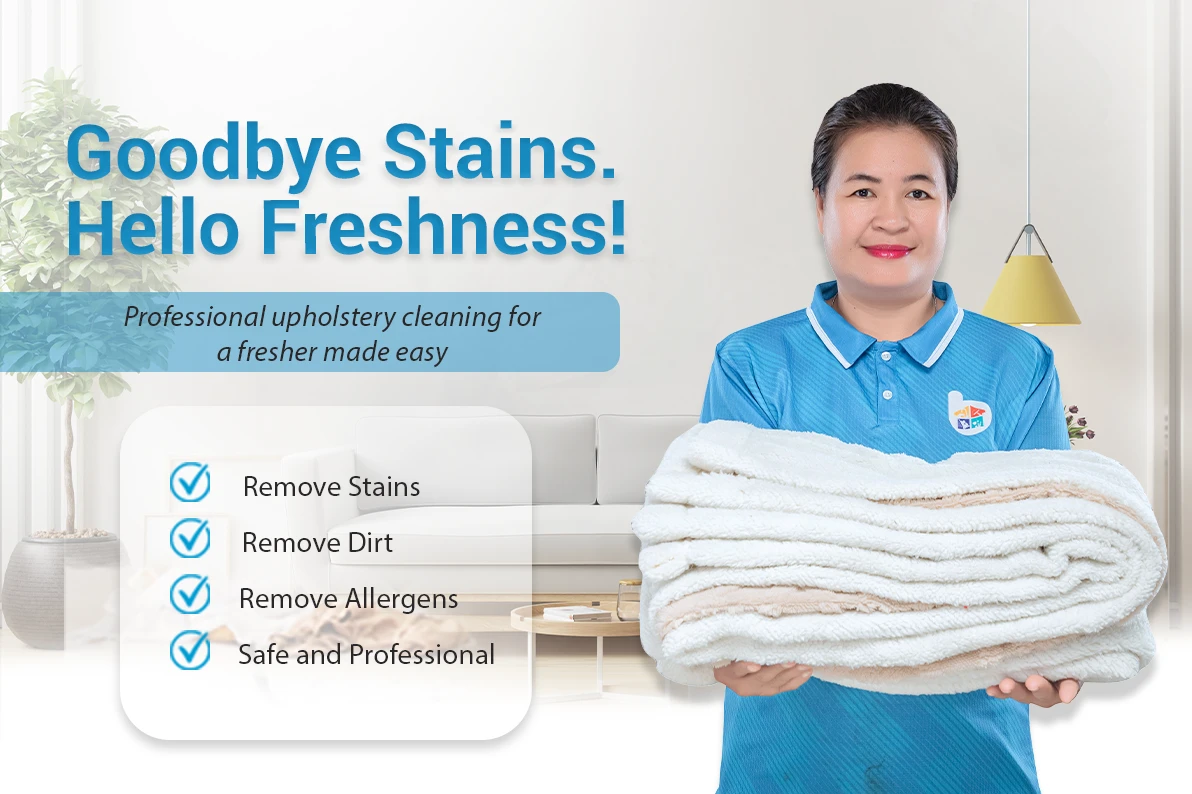 Goodbye Stains.
Hello Freshness!
Professional upholstery cleaning for
a fresher made easy
Remove Stains
Remove Dirt
Remove Allergens
Safe and Professional